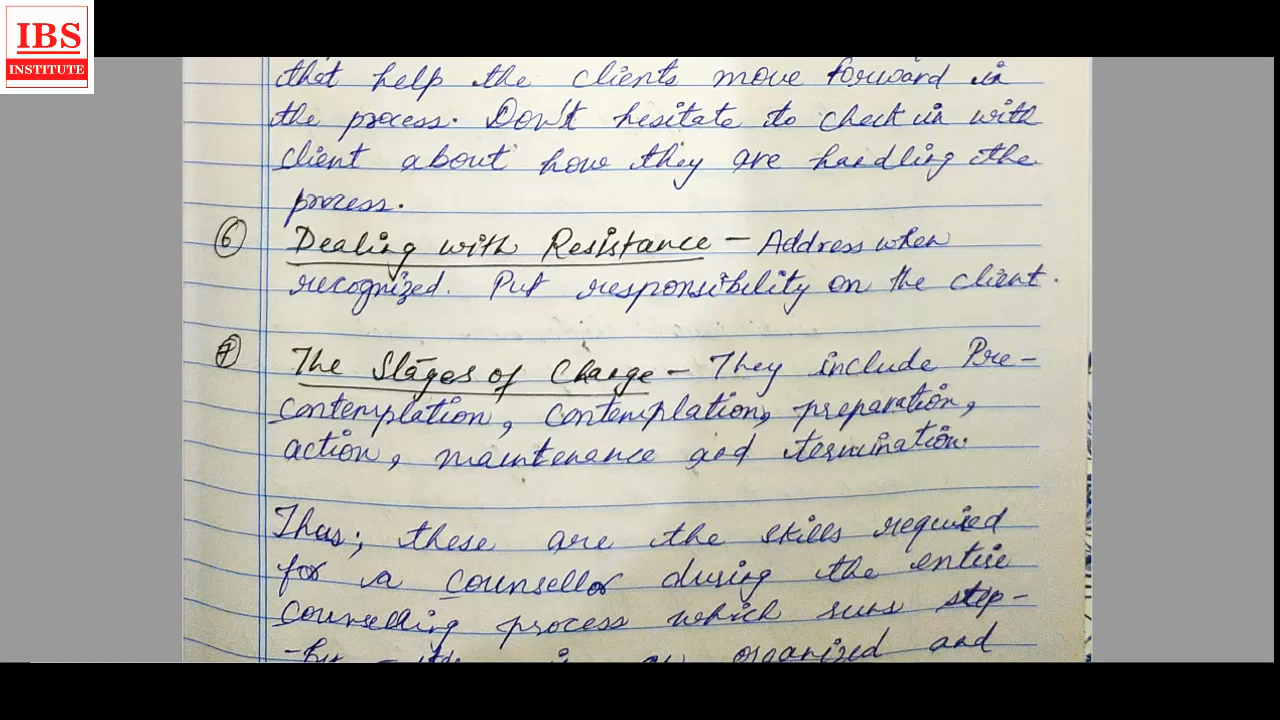 IBS
INSTITUTE
that help the clients move forward in
the process. Don't hesitate to check in with
client about how they are handling the
process.
6 Dealing with Resistance - Address when
recognized. Put responsibility on the client.
7 The Stages of Change - They include Pre-
contemplation, contemplation, preparation,
action, maintenance and termination.
Thus; these are the skills required
for a counsellor during the entire
counselling process which runs step-
organized and